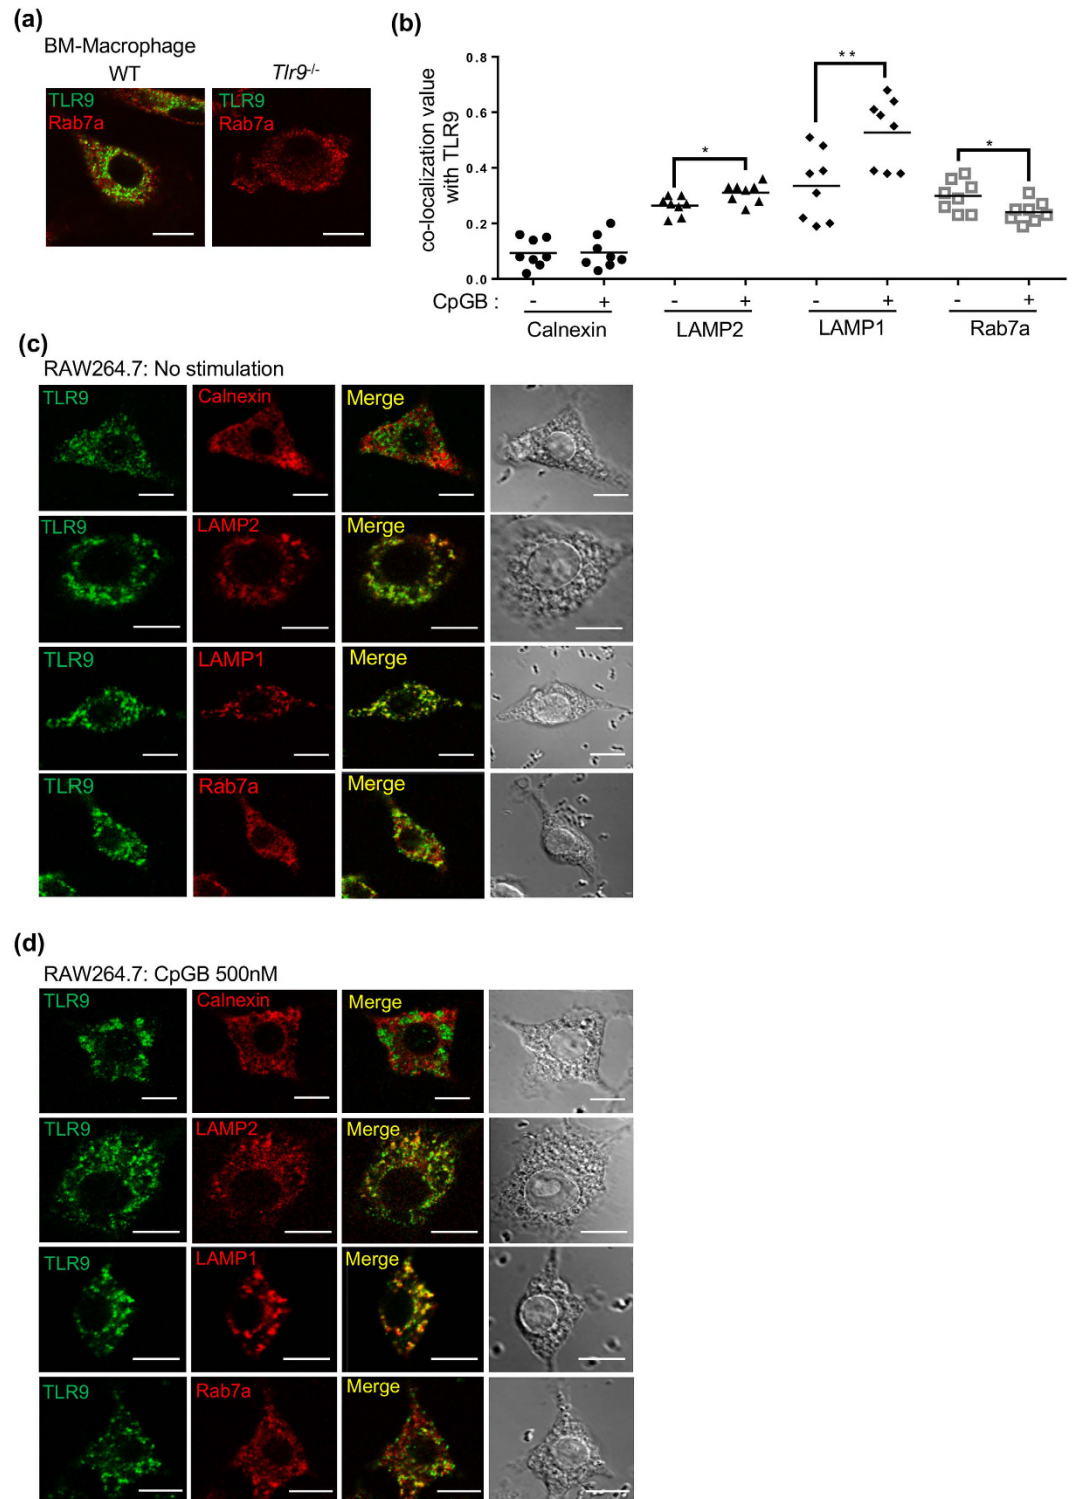 (a)
BM-Macrophage
WT
Tlr9-/-
TLR9
Rab7a
TLR9
Rab7a
(b)
co-localization value
with TLR9
0.8
0.6
0.4
0.2
0.0
*
**
*
CpGB : - + - + - + - +
Calnexin LAMP2 LAMP1 Rab7a
(c)
RAW264.7: No stimulation
TLR9 Calnexin Merge
TLR9 LAMP2 Merge
TLR9 LAMP1 Merge
TLR9 Rab7a Merge
(d)
RAW264.7: CpGB 500nM
TLR9 Calnexin Merge
TLR9 LAMP2 Merge
TLR9 LAMP1 Merge
TLR9 Rab7a Merge